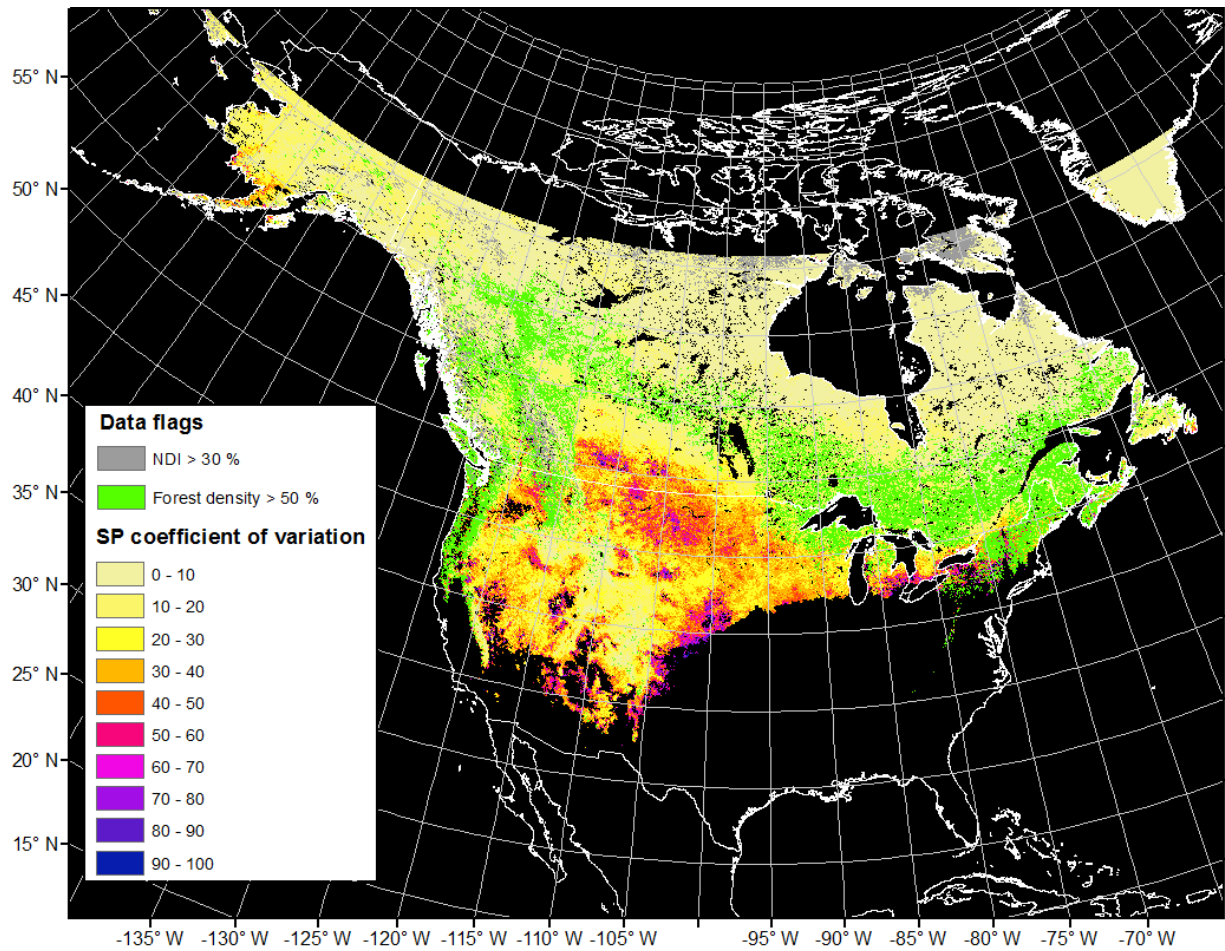 55° N
50° N
45° N
40° N
35° N
30° N
25° N
20° N
15° N
Data flags
NDI > 30 %
Forest density > 50 %
SP coefficient of variation
0 - 10
10 - 20
20 - 30
30 - 40
40 - 50
50 - 60
60 - 70
70 - 80
80 - 90
90 - 100
-135° W -130° W -125° W -120° W -115° W -110° W -105° W -95° W -90° W -85° W -80° W -75° W -70° W